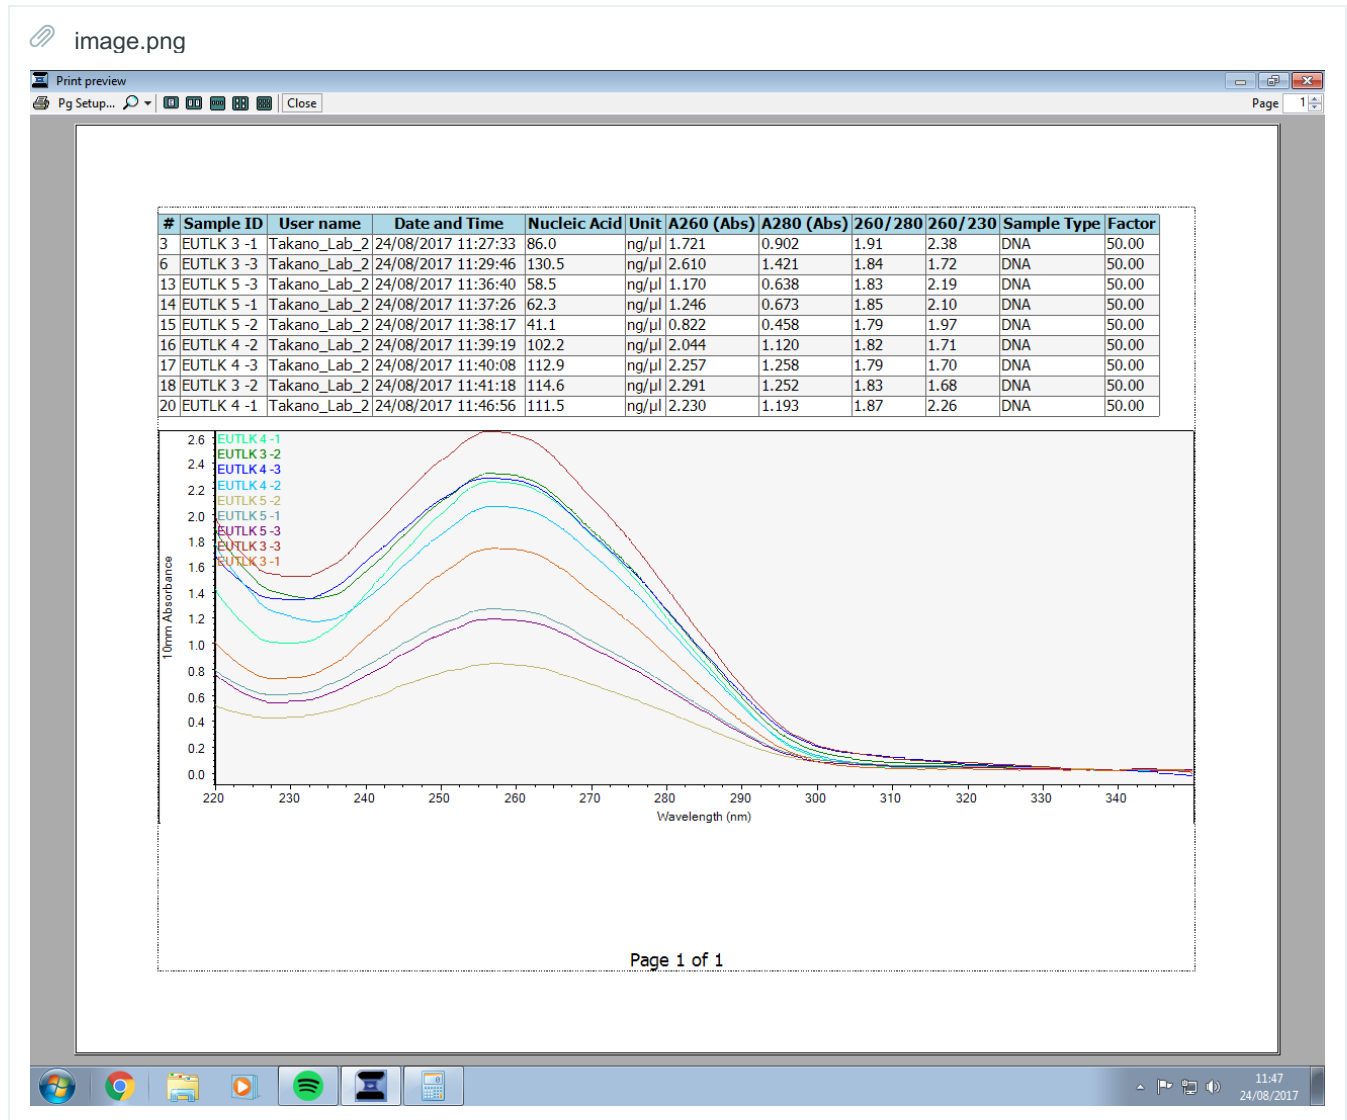 image.png
Print preview
Pg Setup... Close Page 1
# Sample ID User name Date and Time Nucleic Acid Unit A260 (Abs) A280 (Abs) 260/280 260/230 Sample Type Factor
3 EUTLK 3 -1 Takano_Lab_2 24/08/2017 11:27:33 86.0 ng/µl 1.721 0.902 1.91 2.38 DNA 50.00
6 EUTLK 3 -3 Takano_Lab_2 24/08/2017 11:29:46 130.5 ng/µl 2.610 1.421 1.84 1.72 DNA 50.00
13 EUTLK 5 -3 Takano_Lab_2 24/08/2017 11:36:40 58.5 ng/µl 1.170 0.638 1.83 2.19 DNA 50.00
14 EUTLK 5 -1 Takano_Lab_2 24/08/2017 11:37:26 62.3 ng/µl 1.246 0.673 1.85 2.10 DNA 50.00
15 EUTLK 5 -2 Takano_Lab_2 24/08/2017 11:38:17 41.1 ng/µl 0.822 0.458 1.79 1.97 DNA 50.00
16 EUTLK 4 -2 Takano_Lab_2 24/08/2017 11:39:19 102.2 ng/µl 2.044 1.120 1.82 1.71 DNA 50.00
17 EUTLK 4 -3 Takano_Lab_2 24/08/2017 11:40:08 112.9 ng/µl 2.257 1.258 1.79 1.70 DNA 50.00
18 EUTLK 3 -2 Takano_Lab_2 24/08/2017 11:41:18 114.6 ng/µl 2.291 1.252 1.83 1.68 DNA 50.00
20 EUTLK 4 -1 Takano_Lab_2 24/08/2017 11:46:56 111.5 ng/µl 2.230 1.193 1.87 2.26 DNA 50.00
EUTLK 4 -1
EUTLK 3 -2
EUTLK 4 -3
EUTLK 4 -2
EUTLK 5 -2
EUTLK 5 -1
EUTLK 5 -3
EUTLK 3 -3
EUTLK 3 -1
10mm Absorbance
2.6
2.4
2.2
2.0
1.8
1.6
1.4
1.2
1.0
0.8
0.6
0.4
0.2
0.0
220 230 240 250 260 270 280 290 300 310 320 330 340
Wavelength (nm)
Page 1 of 1
11:47
24/08/2017